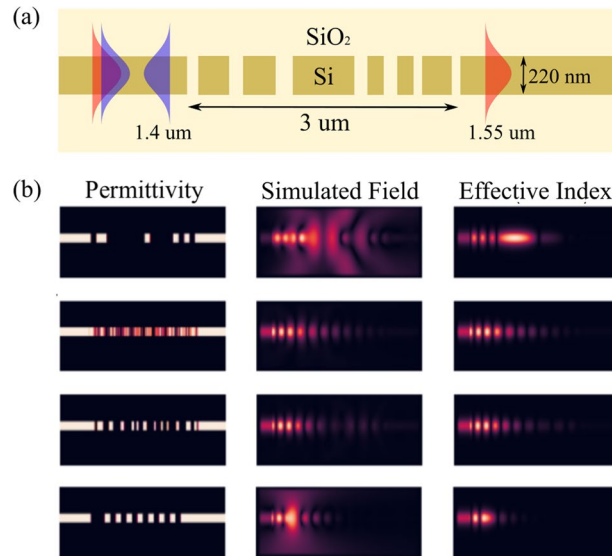 (a)
SiO₂
Si
220 nm
3 um
1.4 um
1.55 um
(b)
Permittivity Simulated Field Effective Index